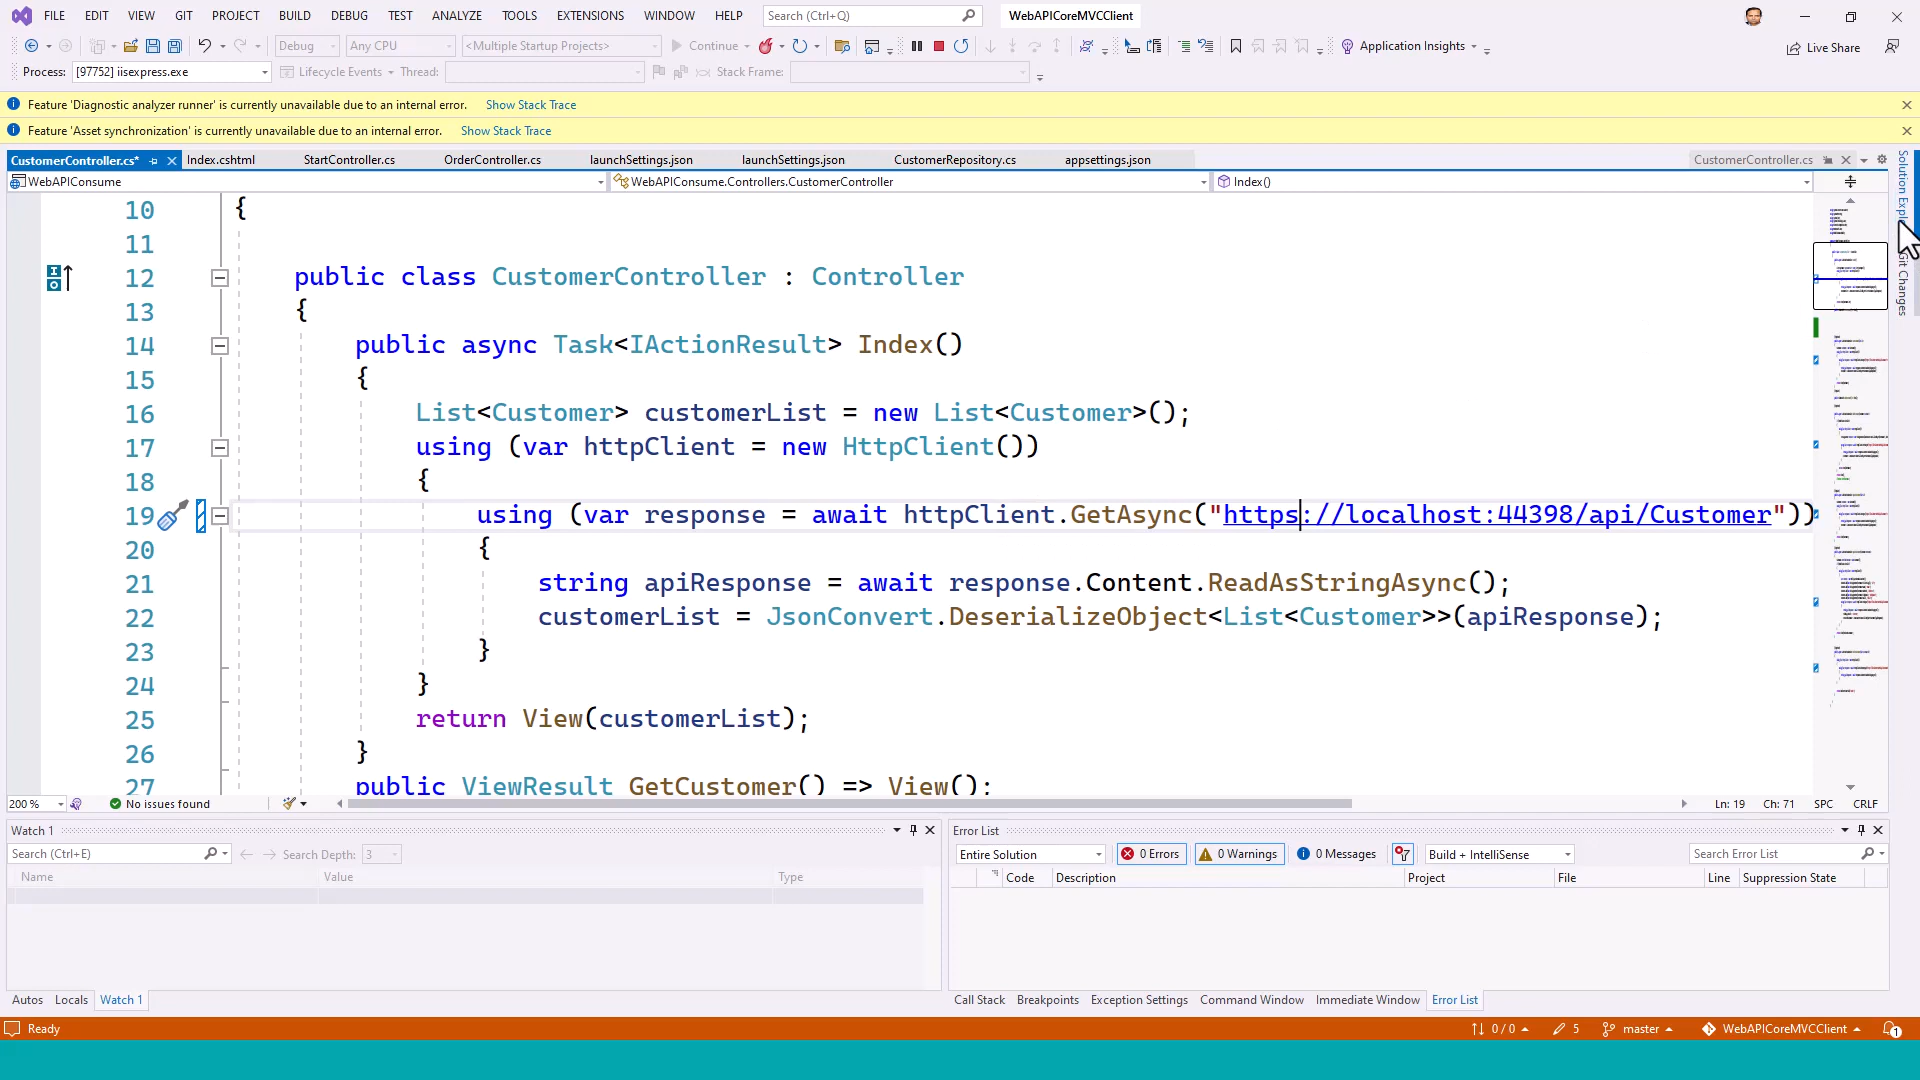 FILE EDIT VIEW GIT PROJECT BUILD DEBUG TEST ANALYZE TOOLS EXTENSIONS WINDOW HELP Search (Ctrl+Q) WebAPICoreMVCClient
Debug Any CPU <Multiple Startup Projects> Continue Application Insights Live Share
Process: [97752] iisexpress.exe Lifecycle Events Thread: Stack Frame:
Feature 'Diagnostic analyzer runner' is currently unavailable due to an internal error. Show Stack Trace
Feature 'Asset synchronization' is currently unavailable due to an internal error. Show Stack Trace
CustomerController.cs* Index.cshtml StartController.cs OrderController.cs launchSettings.json launchSettings.json CustomerRepository.cs appsettings.json CustomerController.cs
WebAPIConsume WebAPIConsume.Controllers.CustomerController Index()
10 {
11
12 public class CustomerController : Controller
13 {
14 public async Task<IActionResult> Index()
15 {
16 List<Customer> customerList = new List<Customer>();
17 using (var httpClient = new HttpClient())
18 {
19 using (var response = await httpClient.GetAsync("https://localhost:44398/api/Customer"))
20 {
21 string apiResponse = await response.Content.ReadAsStringAsync();
22 customerList = JsonConvert.DeserializeObject<List<Customer>>(apiResponse);
23 }
24 }
25 return View(customerList);
26 }
27 public ViewResult GetCustomer() => View();
Solution Expl
Git Changes
200 % No issues found Ln: 19 Ch: 71 SPC CRLF
Watch 1
Search (Ctrl+E) Search Depth: 3
Name Value Type
Autos Locals Watch 1
Error List
Entire Solution 0 Errors 0 Warnings 0 Messages Build + IntelliSense Search Error List
Code Description Project File Line Suppression State
Call Stack Breakpoints Exception Settings Command Window Immediate Window Error List
Ready 0 / 0 5 master WebAPICoreMVCClient 1